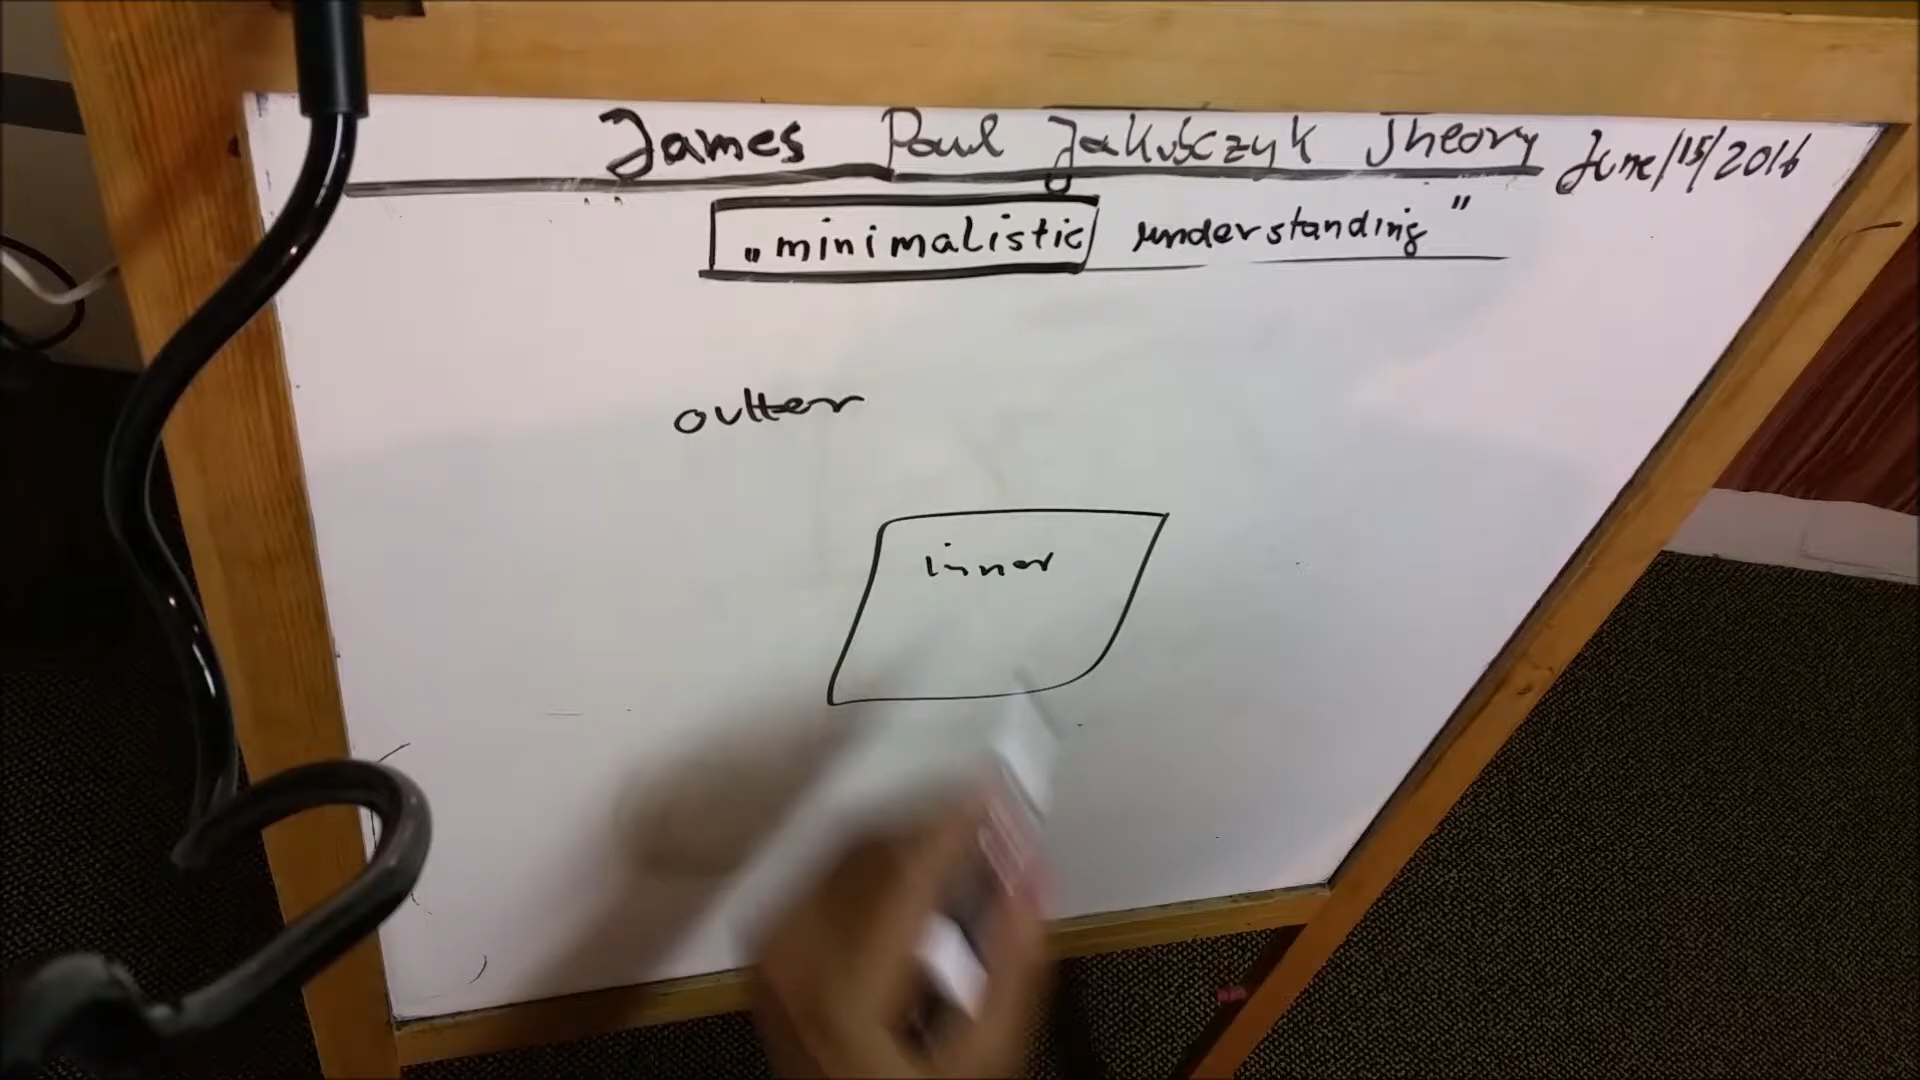 James Paul Jakubczyk Theory June/15/2016
„minimalistic understanding"
outter
inner